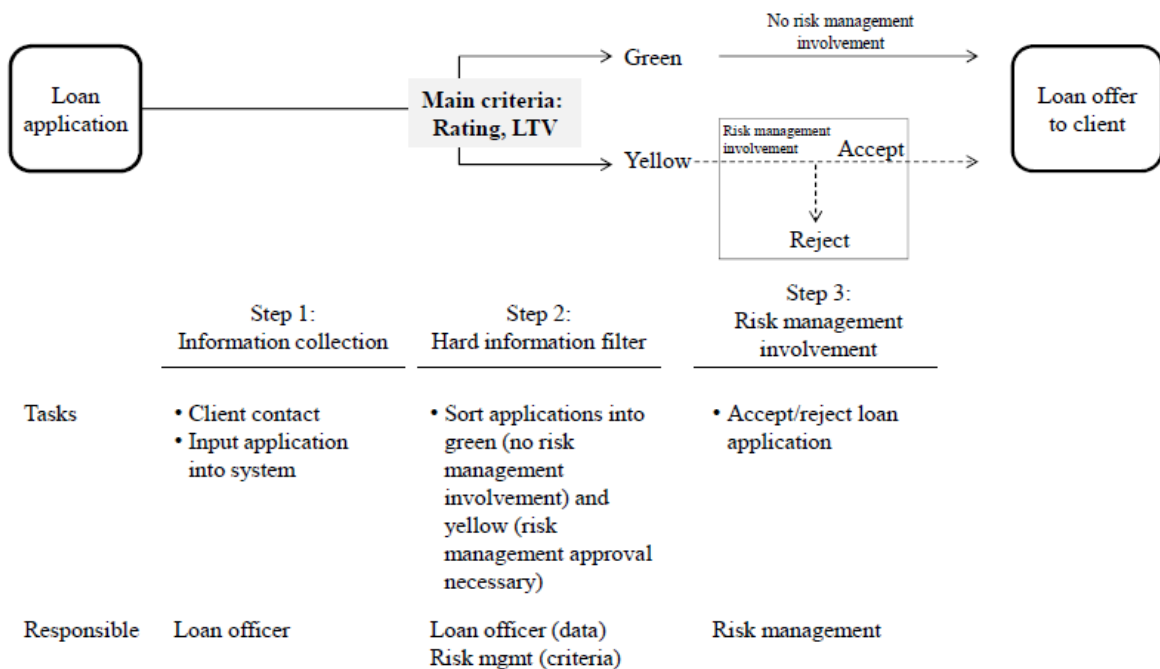 No risk management
involvement
Loan
application
Main criteria:
Rating, LTV
Green
Yellow
Risk management
involvement
Accept
Reject
Loan offer
to client
Step 1:
Information collection
Step 2:
Hard information filter
Step 3:
Risk management
involvement
Tasks
• Client contact
• Input application
into system
• Sort applications into
green (no risk
management
involvement) and
yellow (risk
management approval
necessary)
• Accept/reject loan
application
Responsible
Loan officer
Loan officer (data)
Risk mgmt (criteria)
Risk management